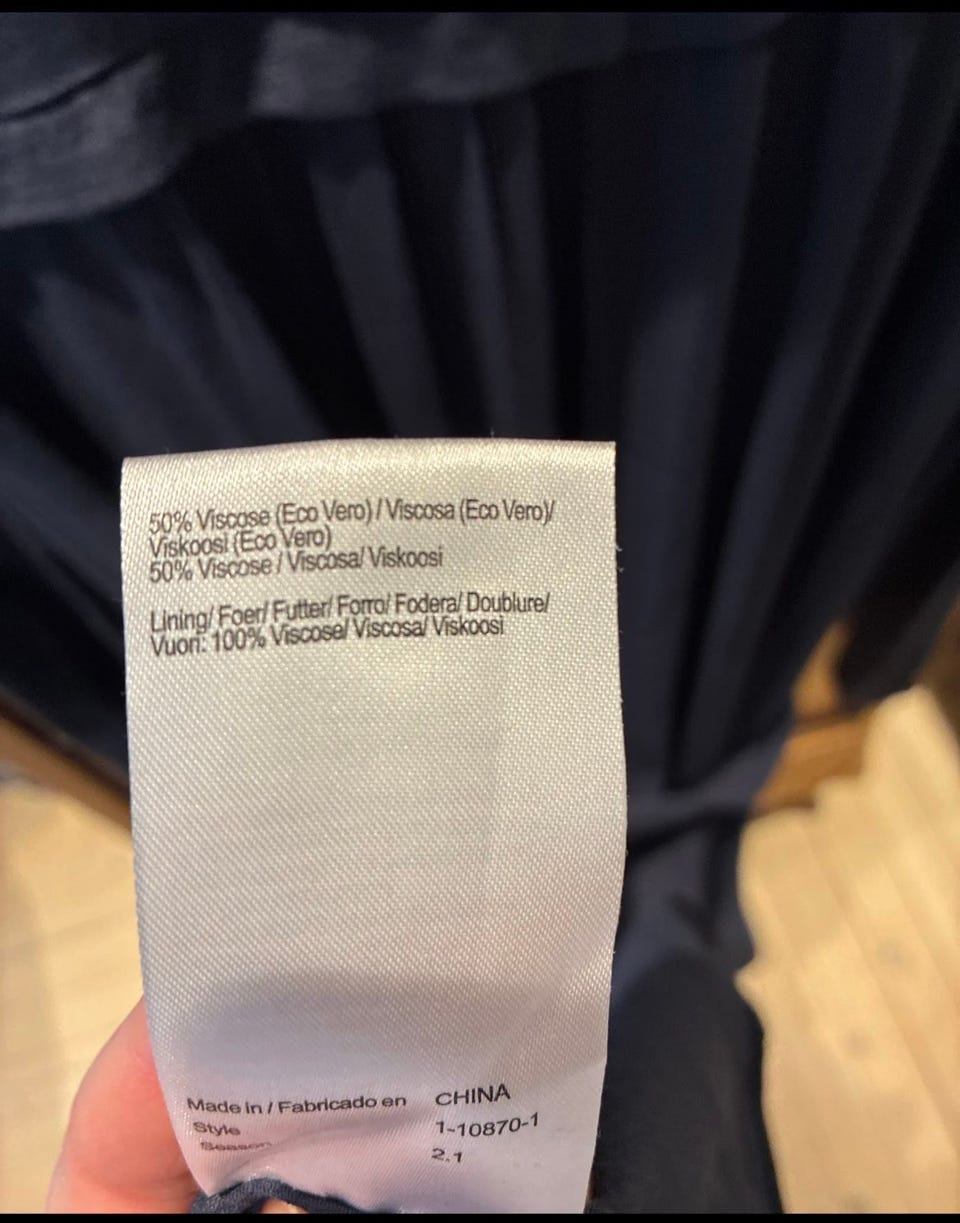 50% Viscose (Eco Vero) / Viscosa (Eco Vero)/
Viskoosi (Eco Vero)
50% Viscose / Viscosa/ Viskoosi
Lining/ Foer/ Futter/ Forro/ Fodera/ Doublure/
Vuori: 100% Viscose/ Viscosa/ Viskoosi
Made in / Fabricado en CHINA
Style 1-10870-1
Season 2.1